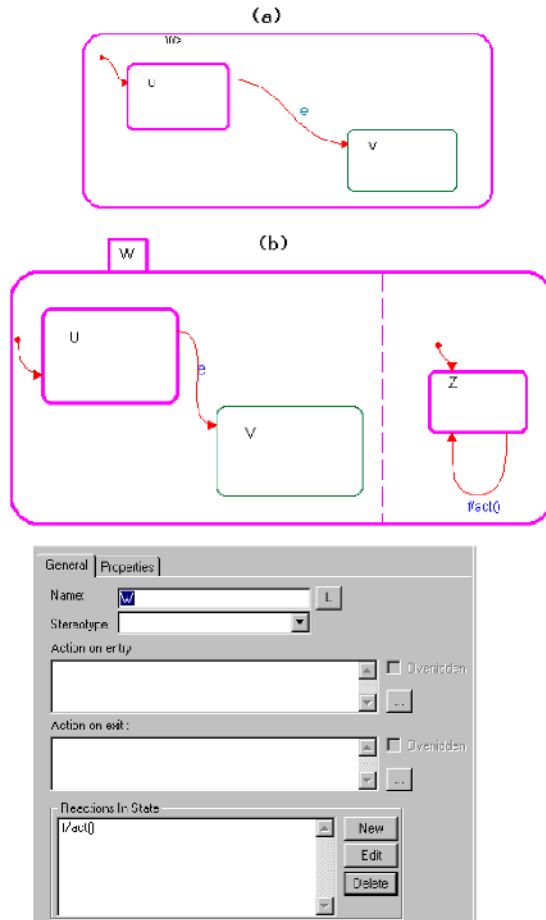 (a)
W>
U
e
V
(b)
W
U
e
V
Z
f/act()
General
Properties
Name:
W
L
Stereotype:
Action on entry
Overridden
...
Action on exit :
Overridden
...
Reactions In State
f/act()
New
Edit
Delete